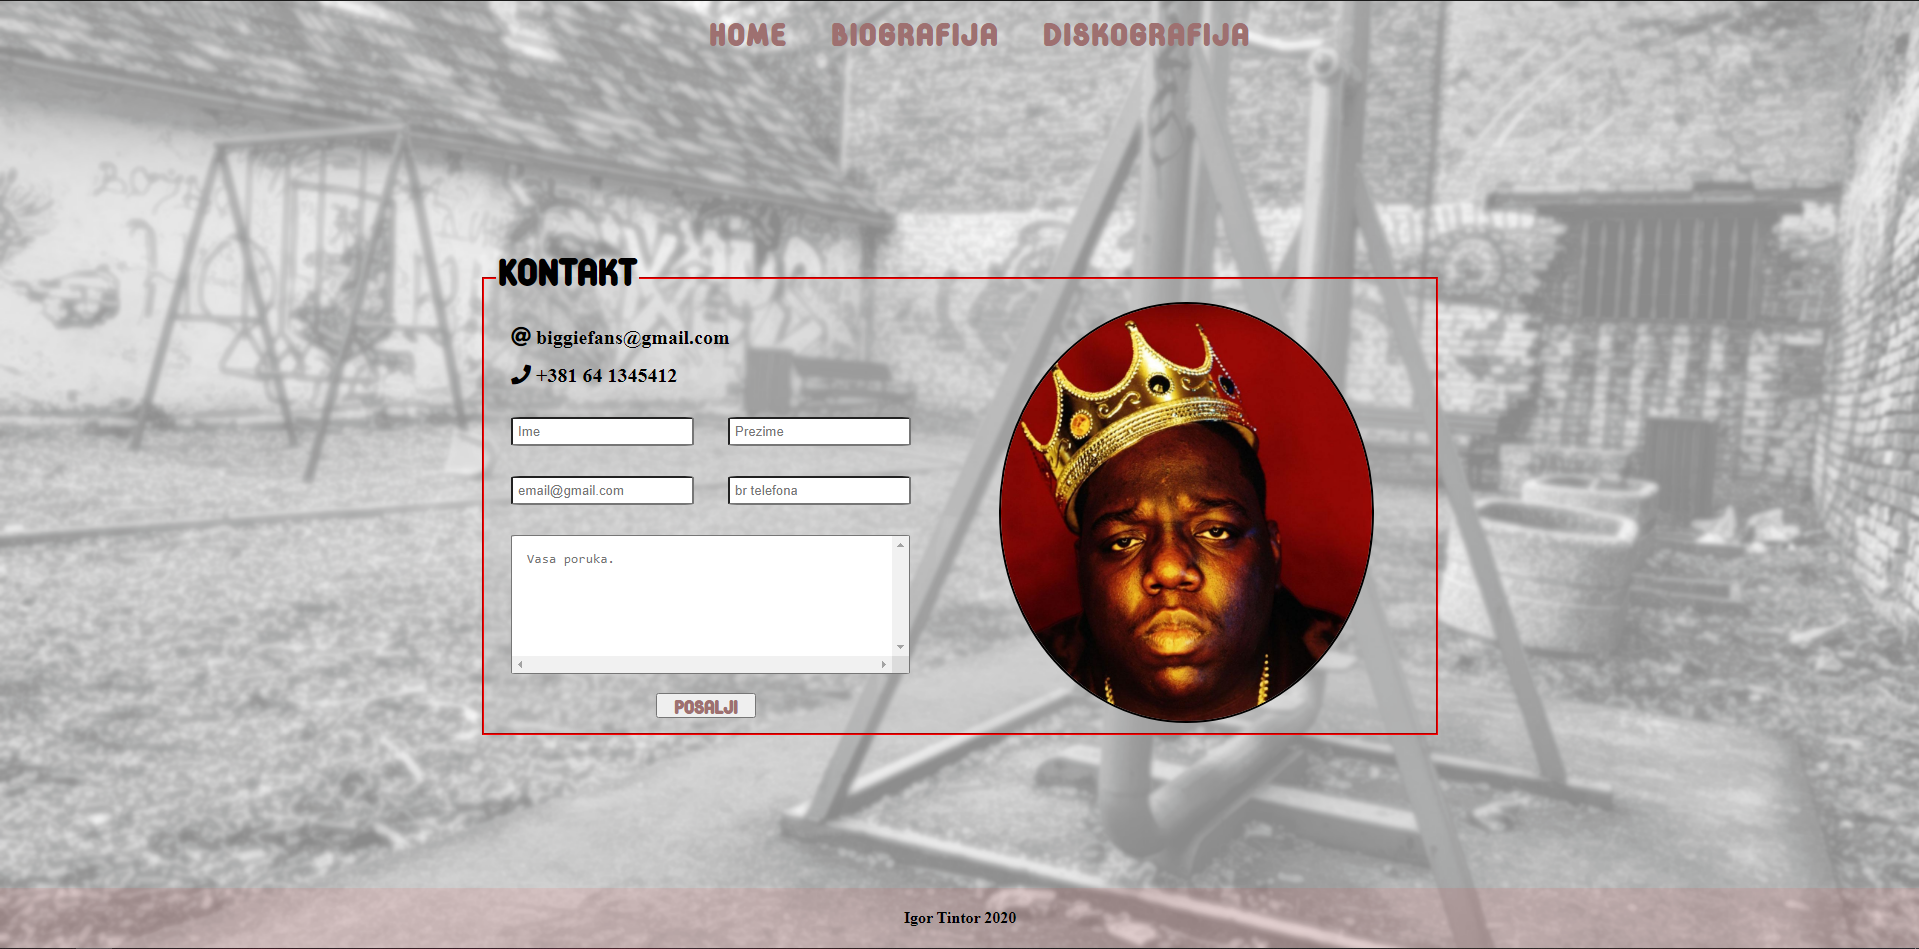 HOME BIOGRAFIJA DISKOGRAFIJA
KONTAKT
@ biggiefans@gmail.com
+381 64 1345412
Ime Prezime
email@gmail.com br telefona
Vasa poruka.
POSALJI
Igor Tintor 2020